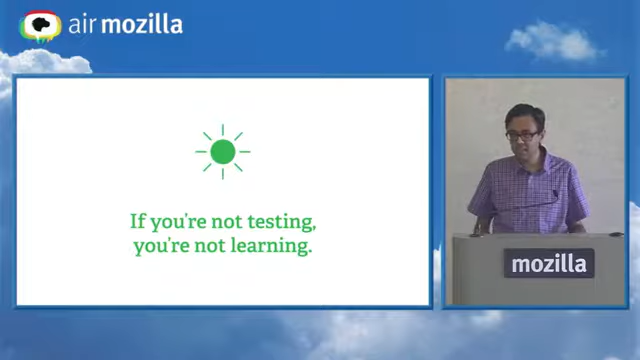 air mozilla
If you're not testing,
you're not learning.
mozilla